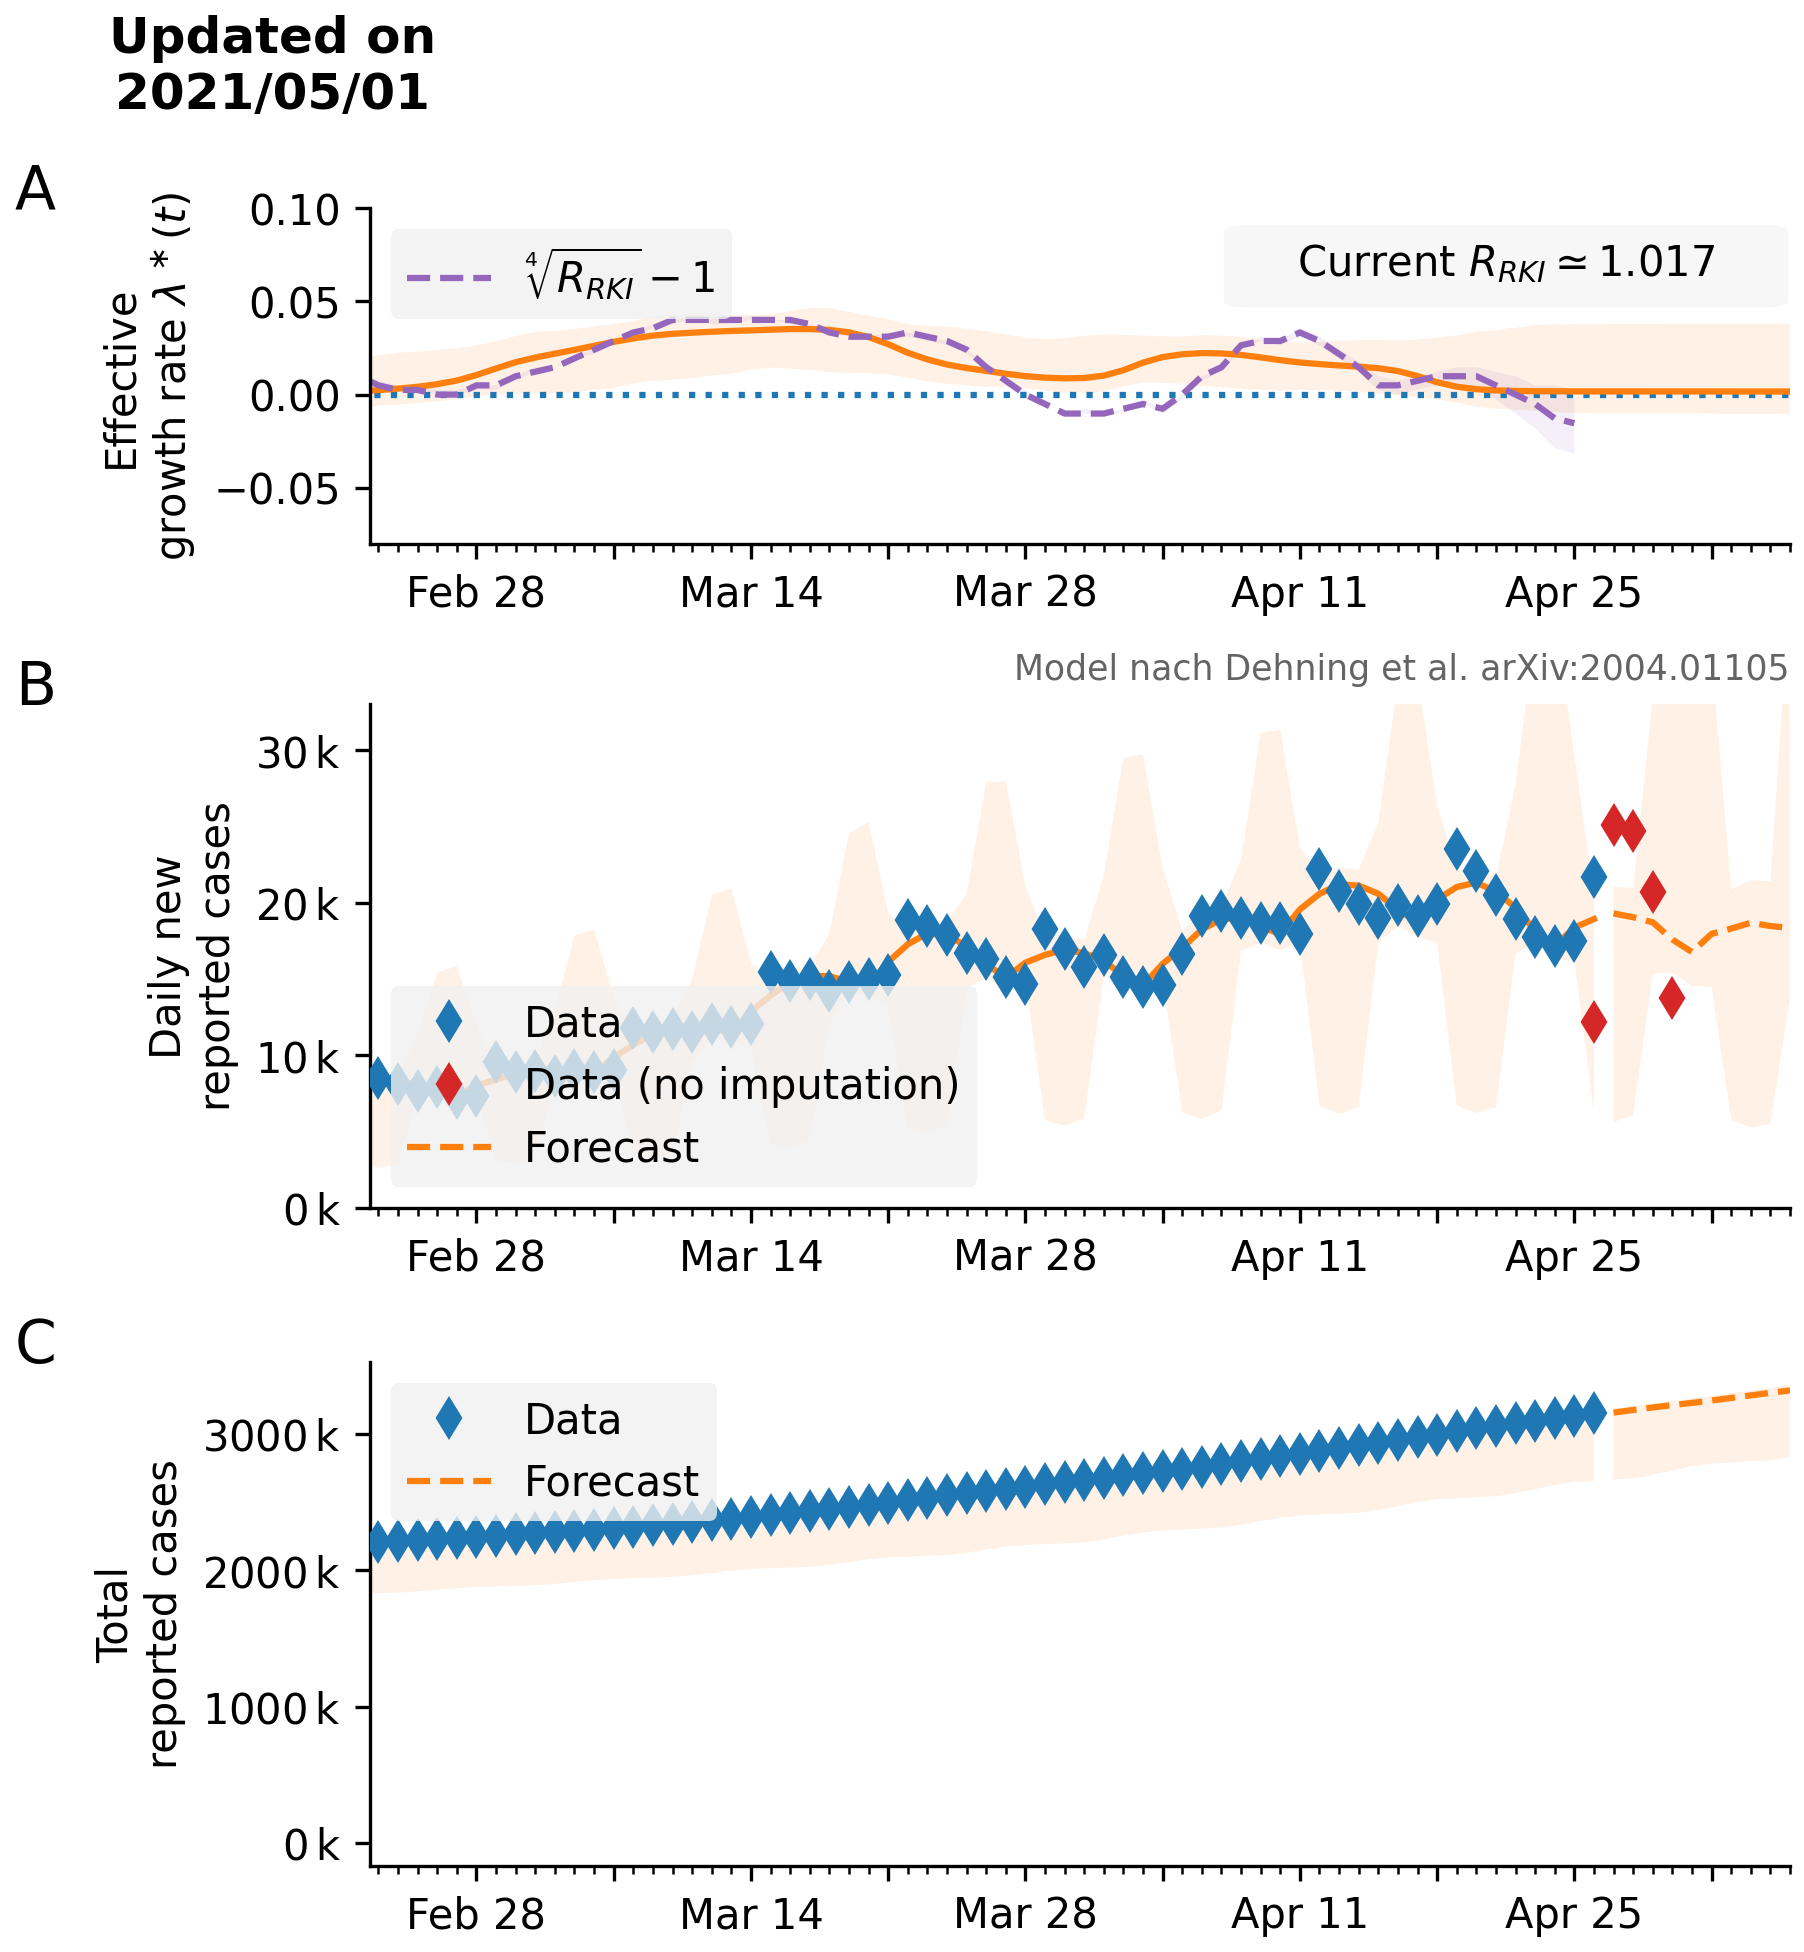 Updated on
2021/05/01
A
Effective
growth rate λ * (t)
0.10
0.05
0.00
−0.05
∜R_RKI − 1
Current R_RKI ≃ 1.017
Feb 28 Mar 14 Mar 28 Apr 11 Apr 25
B
Model nach Dehning et al. arXiv:2004.01105
Daily new
reported cases
30 k
20 k
10 k
0 k
Data
Data (no imputation)
Forecast
Feb 28 Mar 14 Mar 28 Apr 11 Apr 25
C
Total
reported cases
3000 k
2000 k
1000 k
0 k
Data
Forecast
Feb 28 Mar 14 Mar 28 Apr 11 Apr 25